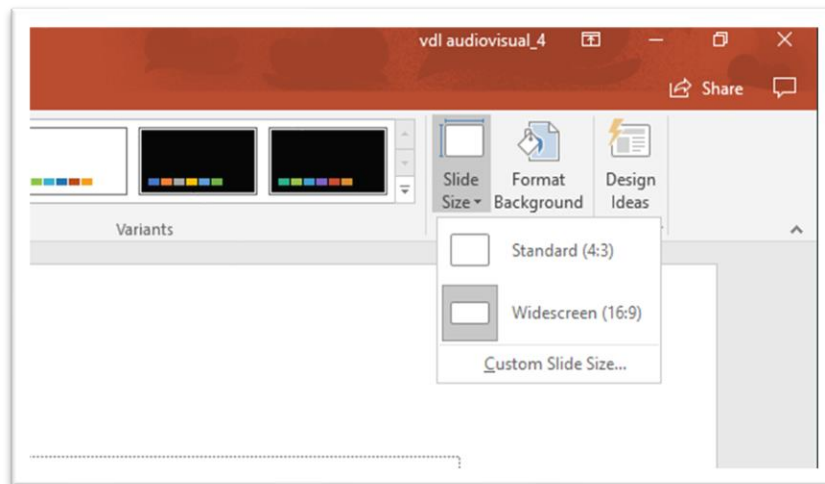 vdl audiovisual_4
Share
Slide Size
Format Background
Design Ideas
Variants
Standard (4:3)
Widescreen (16:9)
Custom Slide Size...